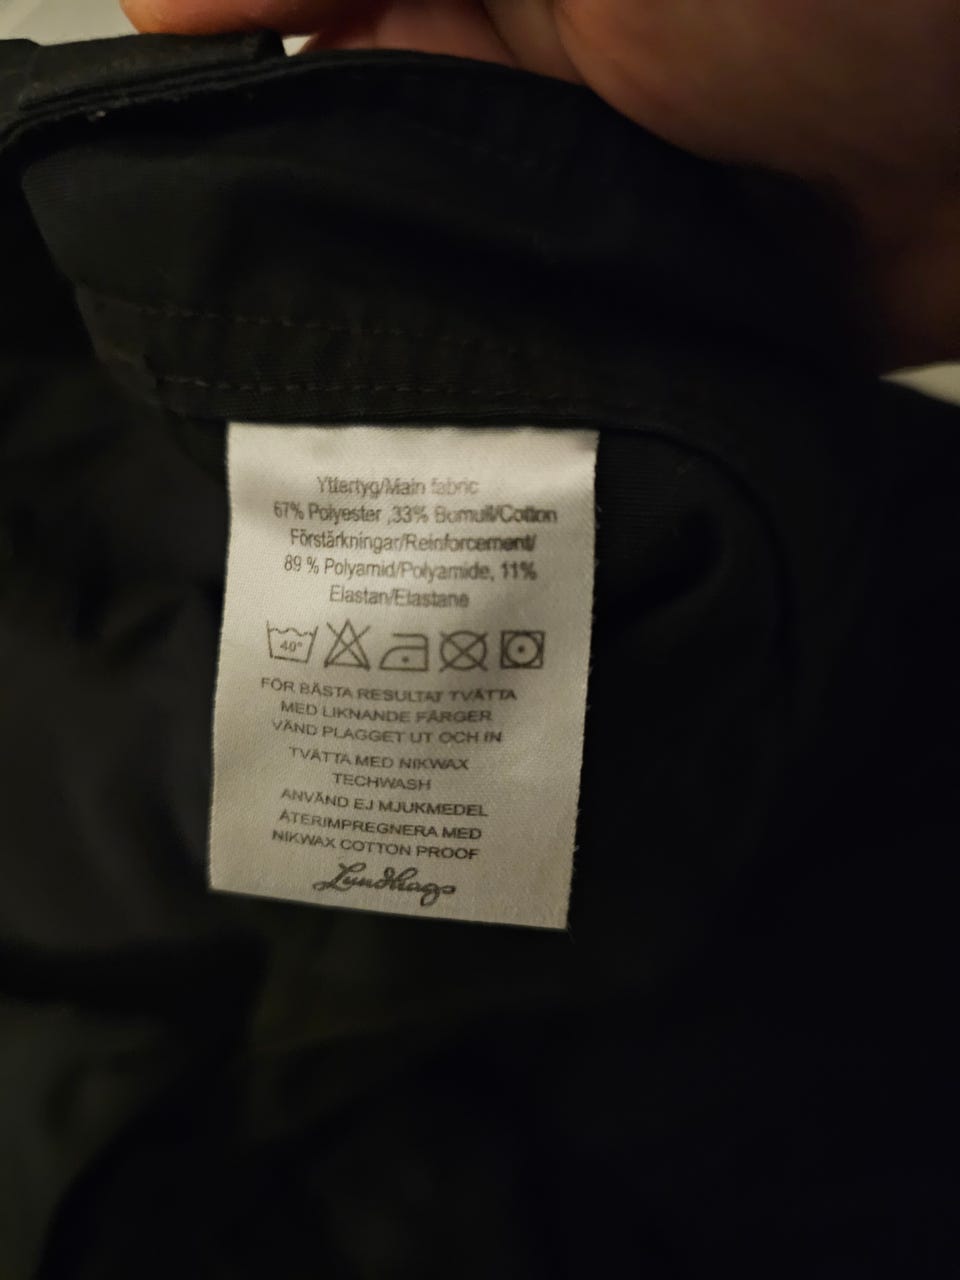 Yttertyg/Main fabric
67% Polyester ,33% Bomull/Cotton
Förstärkningar/Reinforcement/
89 % Polyamid/Polyamide, 11%
Elastan/Elastane
40°
FÖR BÄSTA RESULTAT TVÄTTA
MED LIKNANDE FÄRGER
VÄND PLAGGET UT OCH IN
TVÄTTA MED NIKWAX
TECHWASH
ANVÄND EJ MJUKMEDEL
ÅTERIMPREGNERA MED
NIKWAX COTTON PROOF
Lundhags